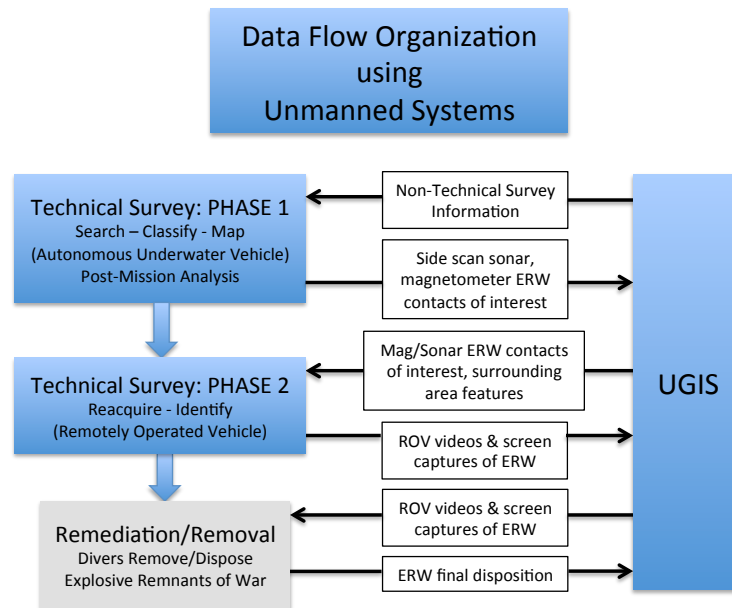 Data Flow Organization
using
Unmanned Systems
Technical Survey: PHASE 1
Search – Classify - Map
(Autonomous Underwater Vehicle)
Post-Mission Analysis
Non-Technical Survey
Information
Side scan sonar,
magnetometer ERW
contacts of interest
Technical Survey: PHASE 2
Reacquire - Identify
(Remotely Operated Vehicle)
Mag/Sonar ERW contacts
of interest, surrounding
area features
ROV videos & screen
captures of ERW
Remediation/Removal
Divers Remove/Dispose
Explosive Remnants of War
ROV videos & screen
captures of ERW
ERW final disposition
UGIS